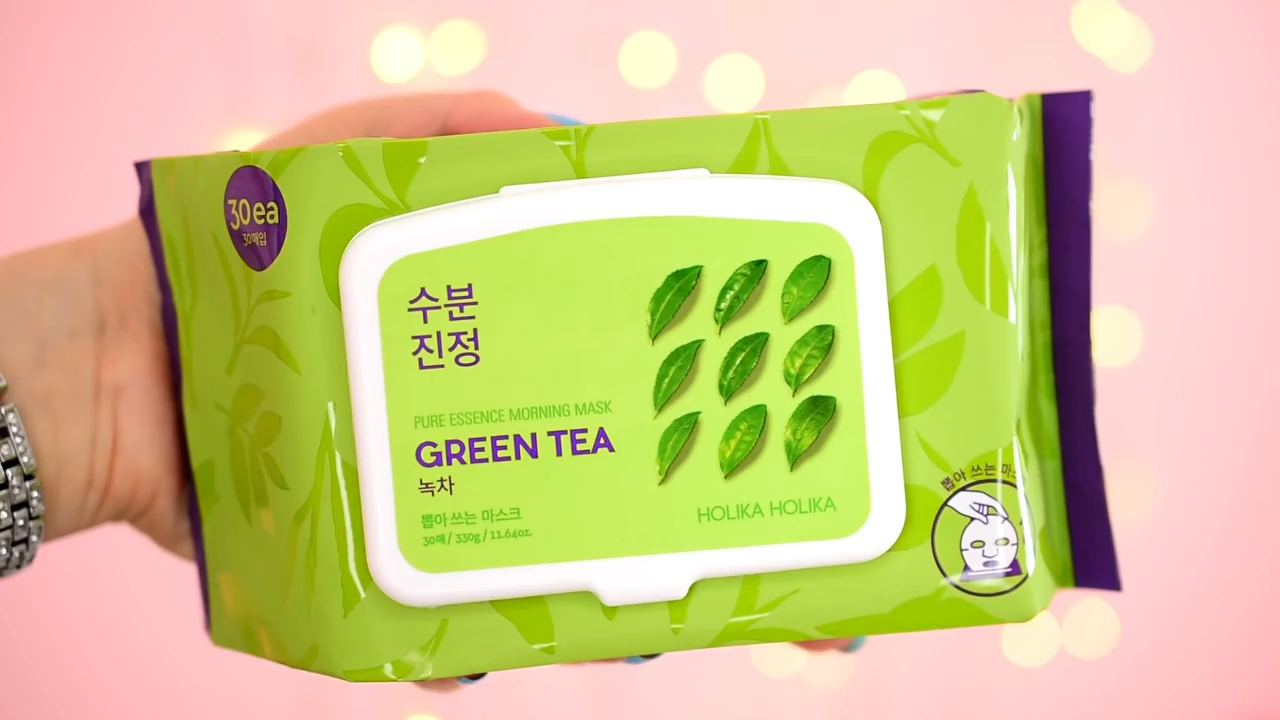 30ea
30매입
수분
진정
PURE ESSENCE MORNING MASK
GREEN TEA
녹차
뽑아 쓰는 마스크
30매 / 330g / 11.64oz.
HOLIKA HOLIKA
뽑아 쓰는 마스크